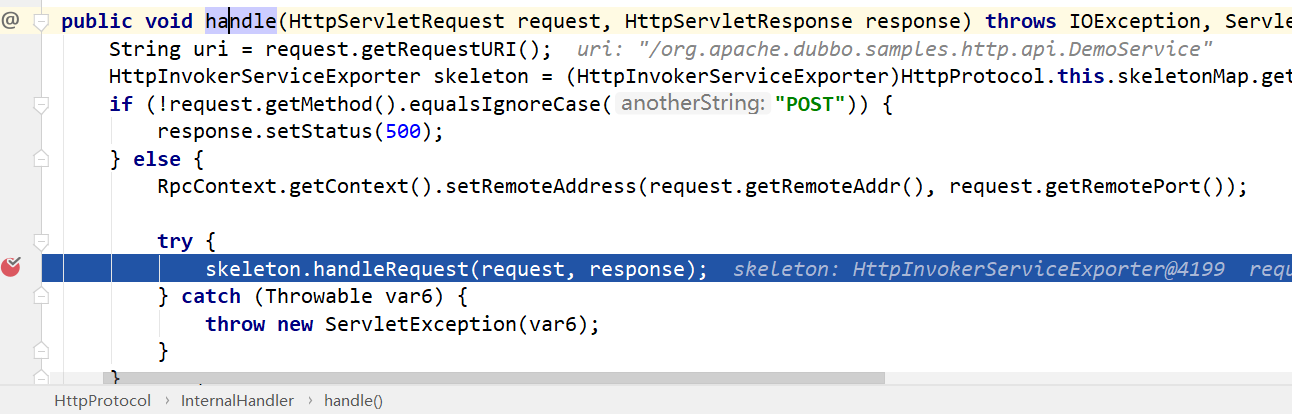 @ public void handle(HttpServletRequest request, HttpServletResponse response) throws IOException, Servle
String uri = request.getRequestURI(); uri: "/org.apache.dubbo.samples.http.api.DemoService"
HttpInvokerServiceExporter skeleton = (HttpInvokerServiceExporter)HttpProtocol.this.skeletonMap.get
if (!request.getMethod().equalsIgnoreCase( anotherString: "POST")) {
response.setStatus(500);
} else {
RpcContext.getContext().setRemoteAddress(request.getRemoteAddr(), request.getRemotePort());
try {
skeleton.handleRequest(request, response); skeleton: HttpInvokerServiceExporter@4199 requ
} catch (Throwable var6) {
throw new ServletException(var6);
}
}
HttpProtocol › InternalHandler › handle()